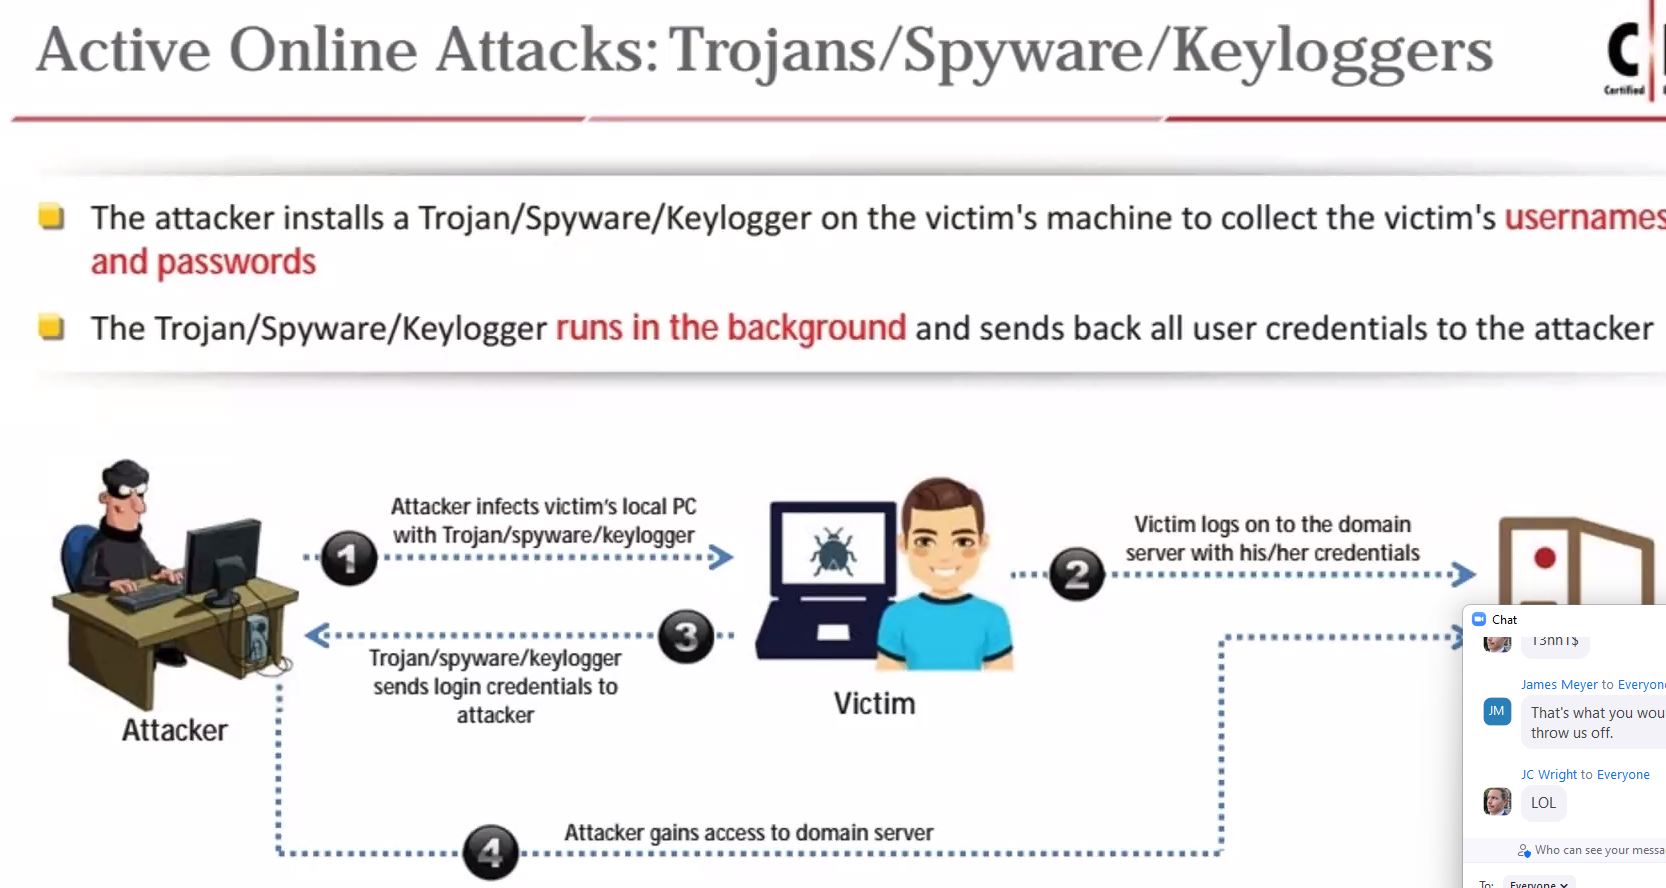 Active Online Attacks: Trojans/Spyware/Keyloggers
C
Certified
The attacker installs a Trojan/Spyware/Keylogger on the victim's machine to collect the victim's usernames
and passwords
The Trojan/Spyware/Keylogger runs in the background and sends back all user credentials to the attacker
Attacker infects victim's local PC
with Trojan/spyware/keylogger
1
Victim logs on to the domain
server with his/her credentials
2
3
Trojan/spyware/keylogger
sends login credentials to
attacker
Attacker
Victim
4
Attacker gains access to domain server
Chat
James Meyer to Everyone
JM
That's what you wou
throw us off.
JC Wright to Everyone
LOL
Who can see your messa
To:
Everyone